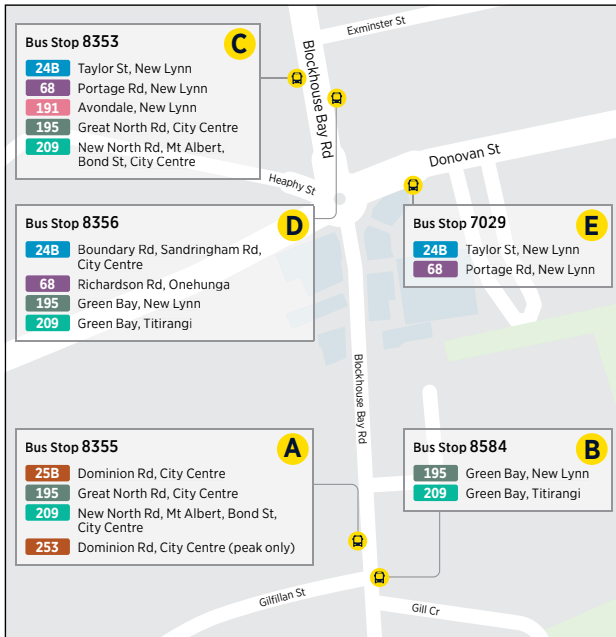 Exminster St
Bus Stop 8353
C
24B Taylor St, New Lynn
68 Portage Rd, New Lynn
191 Avondale, New Lynn
195 Great North Rd, City Centre
209 New North Rd, Mt Albert,
Bond St, City Centre
Blockhouse Bay Rd
Donovan St
Heaphy St
Bus Stop 8356
D
24B Boundary Rd, Sandringham Rd,
City Centre
68 Richardson Rd, Onehunga
195 Green Bay, New Lynn
209 Green Bay, Titirangi
Bus Stop 7029
E
24B Taylor St, New Lynn
68 Portage Rd, New Lynn
Blockhouse Bay Rd
Bus Stop 8355
A
25B Dominion Rd, City Centre
195 Great North Rd, City Centre
209 New North Rd, Mt Albert, Bond St,
City Centre
253 Dominion Rd, City Centre (peak only)
Bus Stop 8584
B
195 Green Bay, New Lynn
209 Green Bay, Titirangi
Gilfillan St
Gill Cr